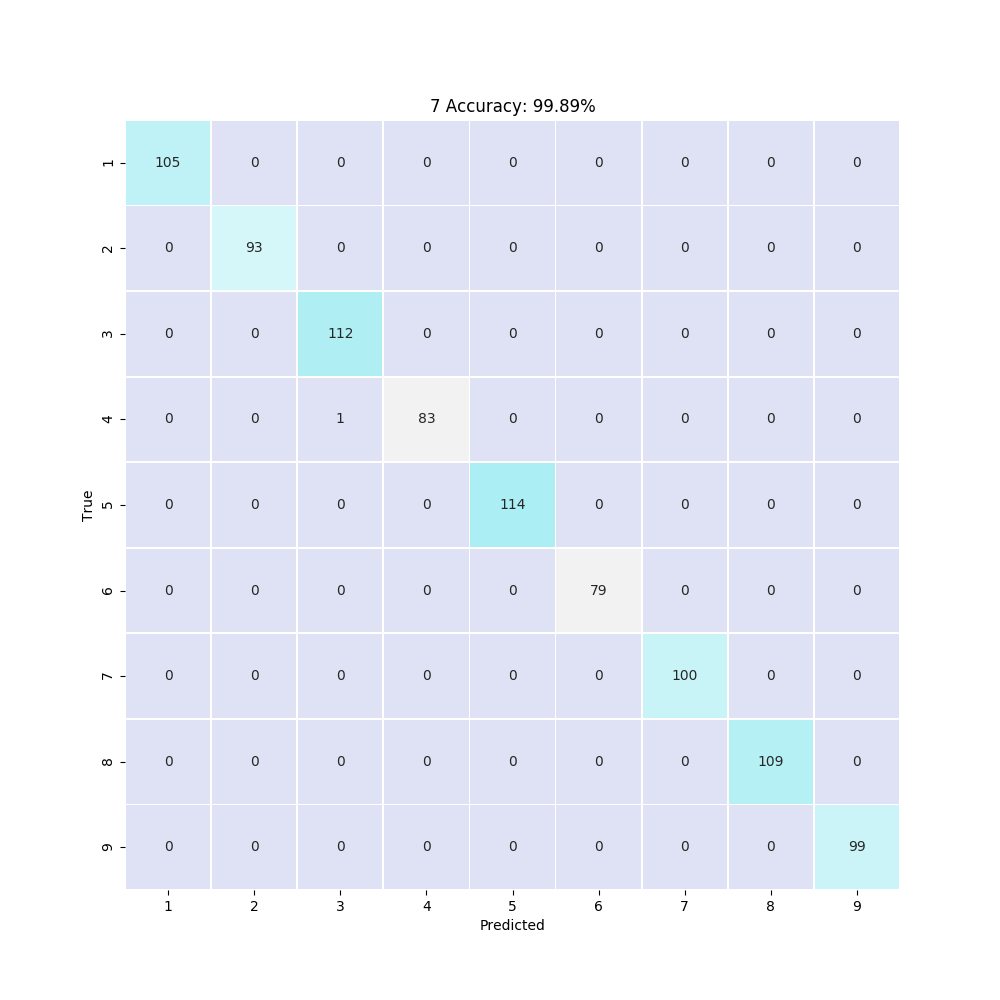 7 Accuracy: 99.89%
1 105 0 0 0 0 0 0 0 0
2 0 93 0 0 0 0 0 0 0
3 0 0 112 0 0 0 0 0 0
4 0 0 1 83 0 0 0 0 0
5 0 0 0 0 114 0 0 0 0
6 0 0 0 0 0 79 0 0 0
7 0 0 0 0 0 0 100 0 0
8 0 0 0 0 0 0 0 109 0
9 0 0 0 0 0 0 0 0 99
True
1 2 3 4 5 6 7 8 9
Predicted